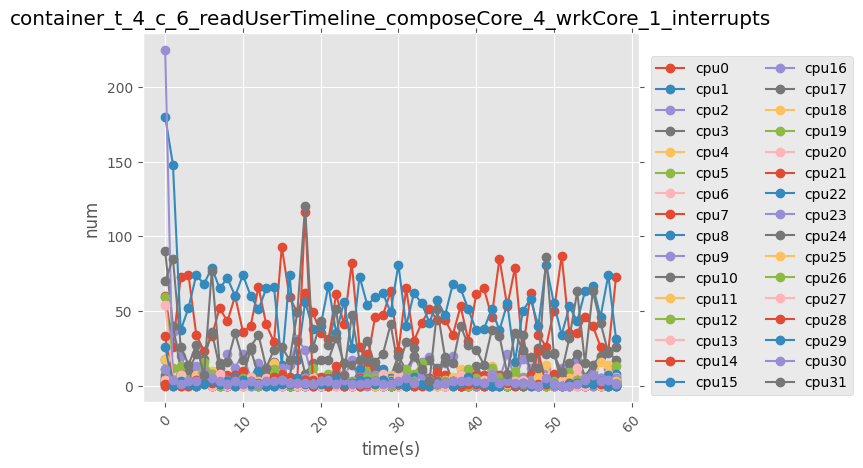 container_t_4_c_6_readUserTimeline_composeCore_4_wrkCore_1_interrupts
num
200
150
100
50
0
0 10 20 30 40 50 60
time(s)
cpu0 cpu16
cpu1 cpu17
cpu2 cpu18
cpu3 cpu19
cpu4 cpu20
cpu5 cpu21
cpu6 cpu22
cpu7 cpu23
cpu8 cpu24
cpu9 cpu25
cpu10 cpu26
cpu11 cpu27
cpu12 cpu28
cpu13 cpu29
cpu14 cpu30
cpu15 cpu31